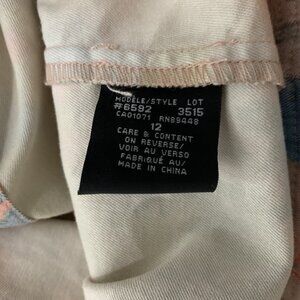 MODELE/STYLE LOT
#6592 3515
CA01071 RN89448
12
CARE & CONTENT
ON REVERSE/
VOIR AU VERSO
FABRIQUÉ AU/
MADE IN CHINA